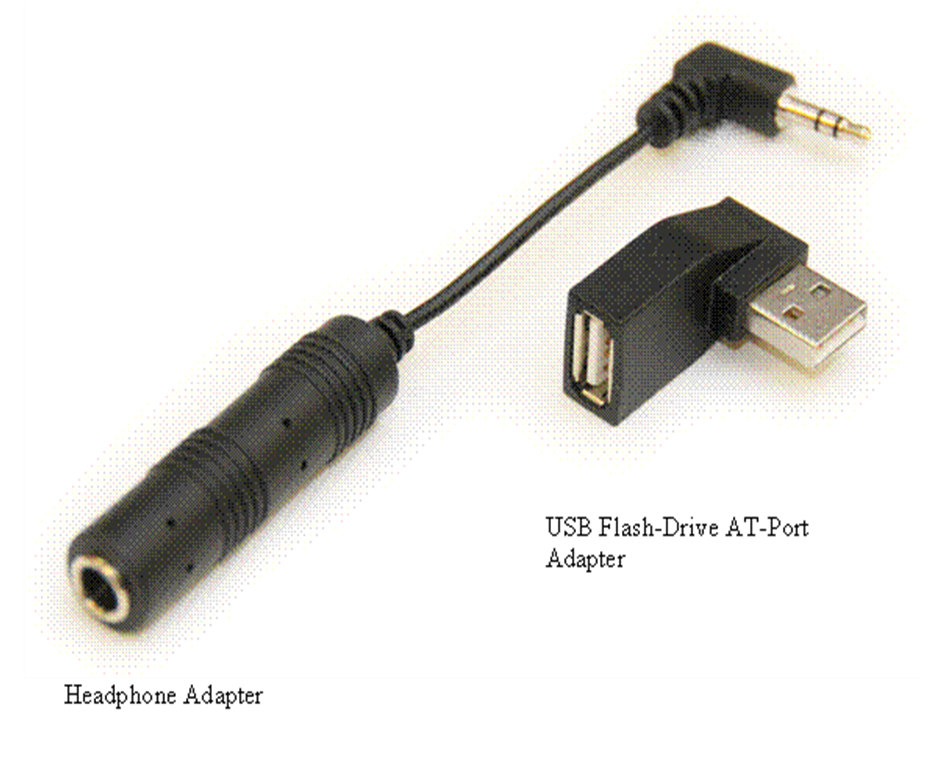 USB Flash-Drive AT-Port
Adapter
Headphone Adapter